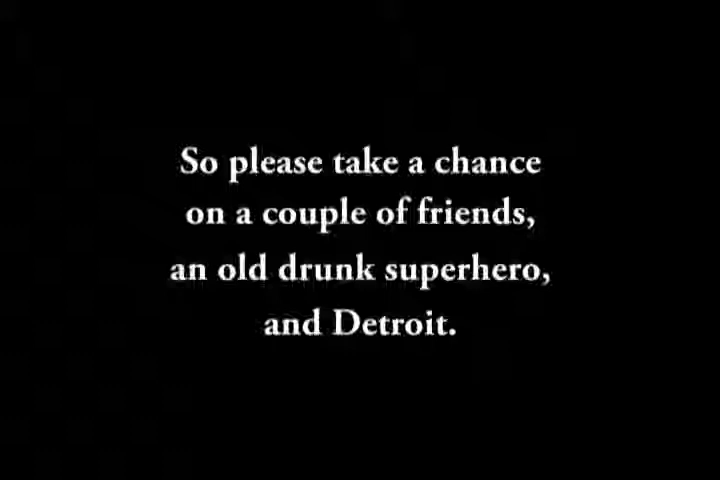 So please take a chance
on a couple of friends,
an old drunk superhero,
and Detroit.